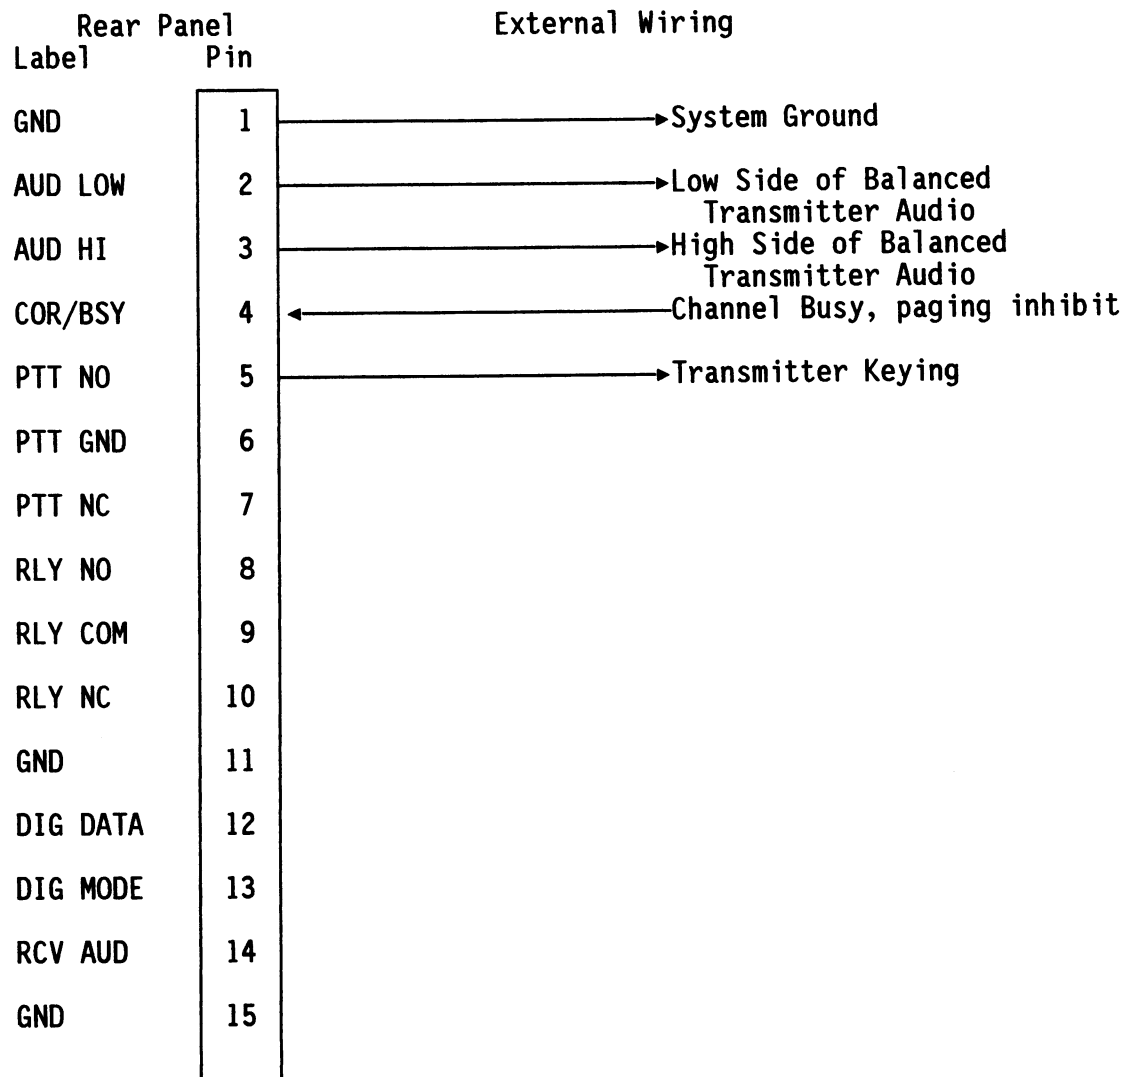 Rear Panel External Wiring
Label Pin
GND 1 System Ground
AUD LOW 2 Low Side of Balanced
Transmitter Audio
AUD HI 3 High Side of Balanced
Transmitter Audio
COR/BSY 4 Channel Busy, paging inhibit
PTT NO 5 Transmitter Keying
PTT GND 6
PTT NC 7
RLY NO 8
RLY COM 9
RLY NC 10
GND 11
DIG DATA 12
DIG MODE 13
RCV AUD 14
GND 15